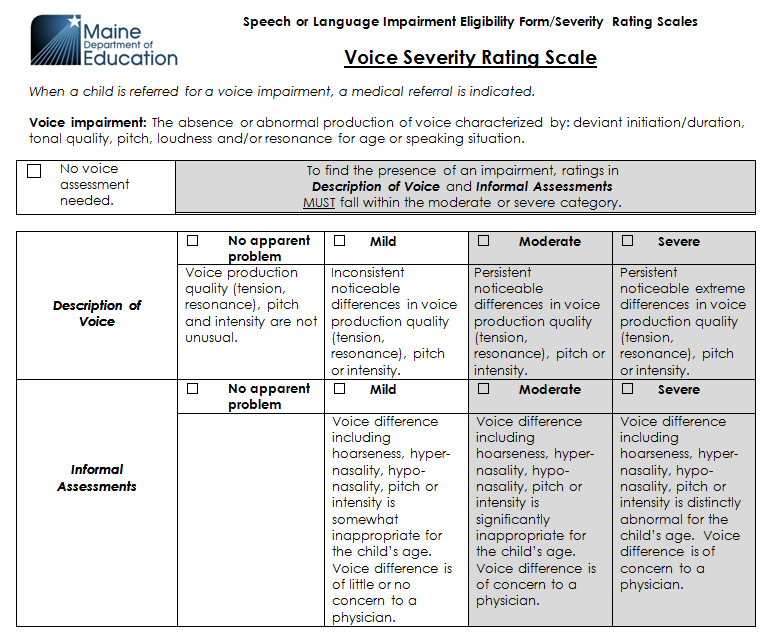 Maine
Department of
Education
Speech or Language Impairment Eligibility Form/Severity Rating Scales
Voice Severity Rating Scale
When a child is referred for a voice impairment, a medical referral is indicated.
Voice impairment: The absence or abnormal production of voice characterized by: deviant initiation/duration,
tonal quality, pitch, loudness and/or resonance for age or speaking situation.
No voice
assessment
needed.
To find the presence of an impairment, ratings in
Description of Voice and Informal Assessments
MUST fall within the moderate or severe category.
Description of
Voice
No apparent
problem
Mild
Moderate
Severe
Voice production
quality (tension,
resonance), pitch
and intensity are not
unusual.
Inconsistent
noticeable
differences in voice
production quality
(tension,
resonance), pitch
or intensity.
Persistent
noticeable
differences in voice
production quality
(tension,
resonance), pitch or
intensity.
Persistent
noticeable extreme
differences in voice
production quality
(tension,
resonance), pitch
or intensity.
Informal
Assessments
No apparent
problem
Mild
Moderate
Severe
Voice difference
including
hoarseness, hyper-
nasality, hypo-
nasality, pitch or
intensity is
somewhat
inappropriate for
the child's age.
Voice difference is
of little or no
concern to a
physician.
Voice difference
including
hoarseness, hyper-
nasality, hypo-
nasality, pitch or
intensity is
significantly
inappropriate for
the child's age.
Voice difference is
of concern to a
physician.
Voice difference
including
hoarseness, hyper-
nasality, hypo-
nasality, pitch or
intensity is distinctly
abnormal for the
child's age. Voice
difference is of
concern to a
physician.